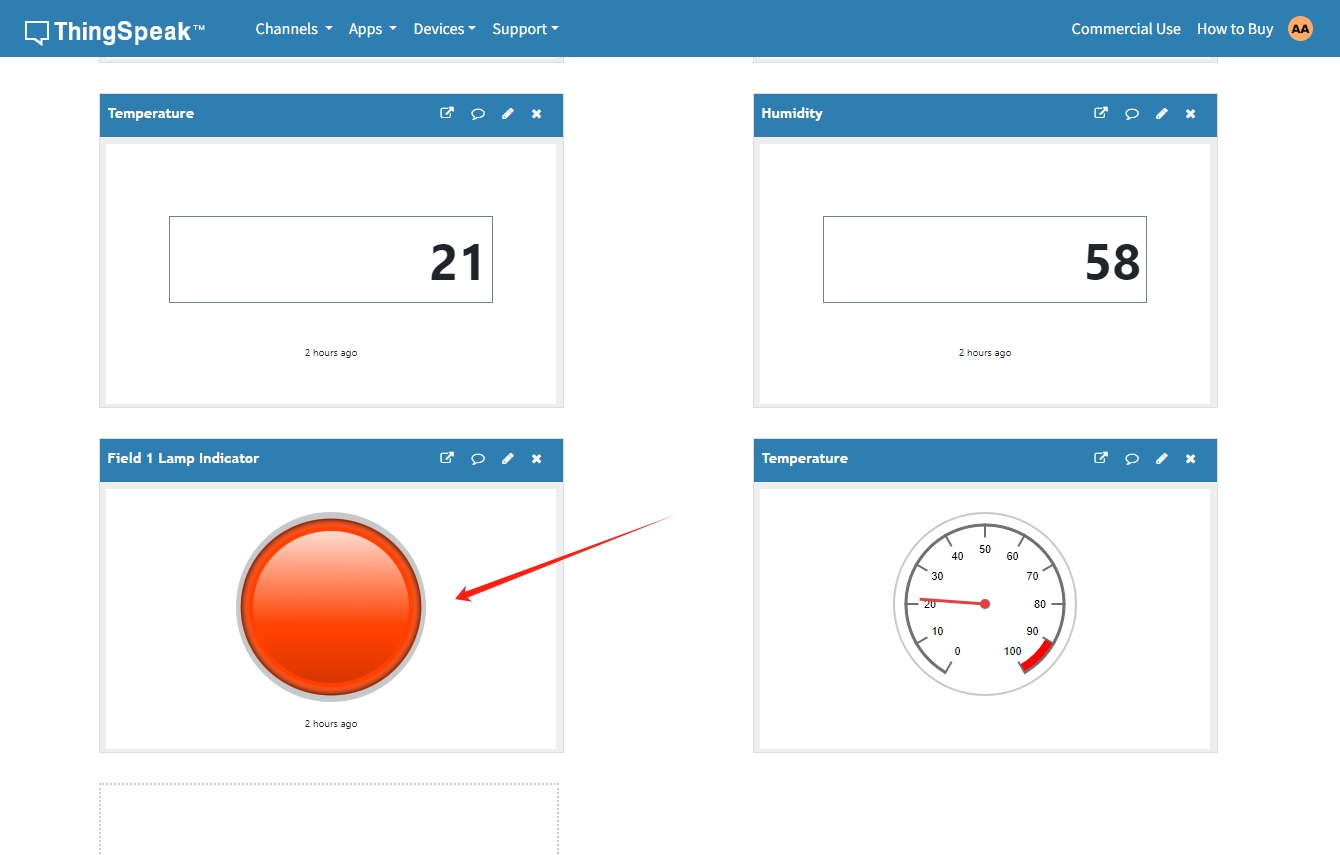 ThingSpeak™ Channels Apps Devices Support Commercial Use How to Buy AA
Temperature
21
2 hours ago
Humidity
58
2 hours ago
Field 1 Lamp Indicator
2 hours ago
Temperature
50
40 60
30 70
20 80
10 90
0 100